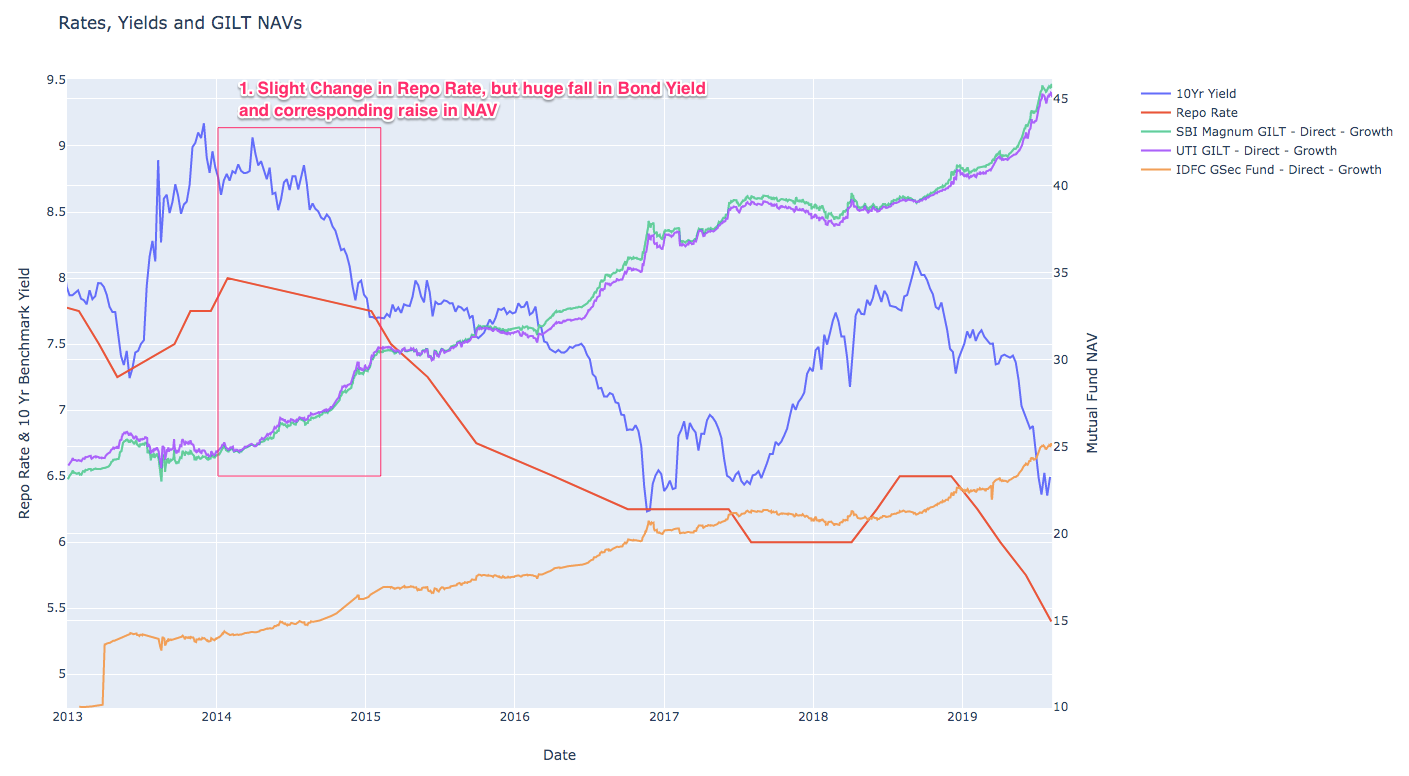 Rates, Yields and GILT NAVs
1. Slight Change in Repo Rate, but huge fall in Bond Yield
and corresponding raise in NAV
10Yr Yield
Repo Rate
SBI Magnum GILT - Direct - Growth
UTI GILT - Direct - Growth
IDFC GSec Fund - Direct - Growth
Repo Rate & 10 Yr Benchmark Yield
9.5
9
8.5
8
7.5
7
6.5
6
5.5
5
45
40
35
30
25
20
15
10
Mutual Fund NAV
2013
2014
2015
2016
2017
2018
2019
Date